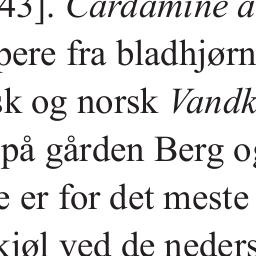 43]. Cardamine a
pere fra bladhjørn
sk og norsk Vandk
på gården Berg og
e er for det meste
kjøl ved de neders